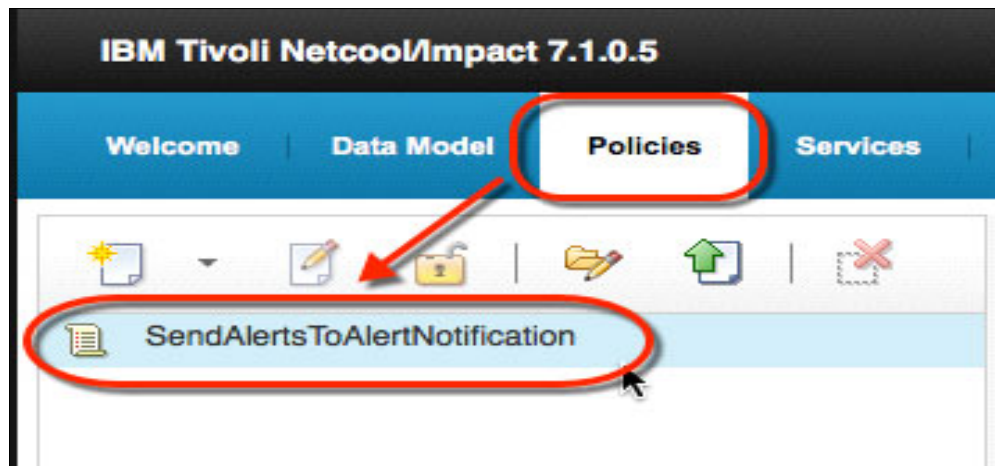 IBM Tivoli Netcool/Impact 7.1.0.5
Welcome Data Model Policies Services
SendAlertsToAlertNotification